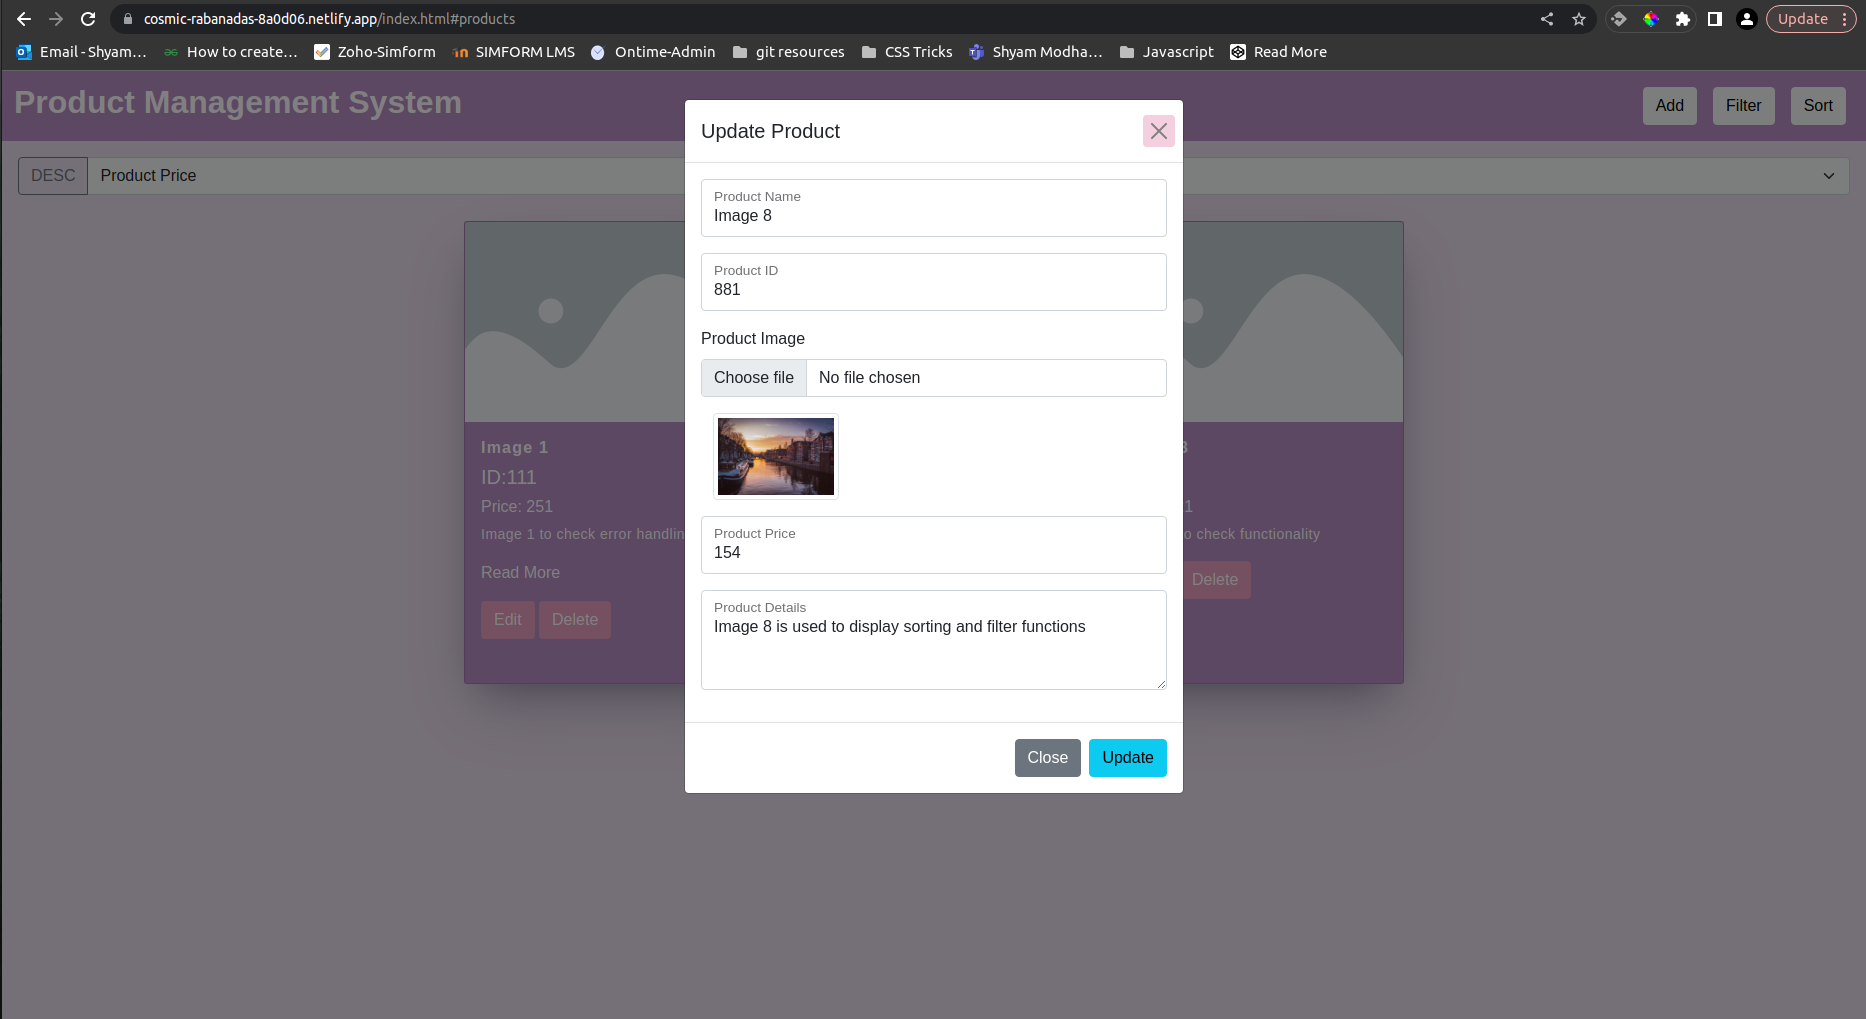 cosmic-rabanadas-8a0d06.netlify.app/index.html#products
Update
Email - Shyam...
How to create...
Zoho-Simform
SIMFORM LMS
Ontime-Admin
git resources
CSS Tricks
Shyam Modha...
Javascript
Read More
Product Management System
Add
Filter
Sort
DESC
Product Price
Update Product
Product Name
Image 8
Product ID
881
Product Image
Choose file
No file chosen
Product Price
154
Product Details
Image 8 is used to display sorting and filter functions
Close
Update
Image 1
ID:111
Price: 251
Image 1 to check error handlin
Read More
Edit
Delete
to check functionality
Delete